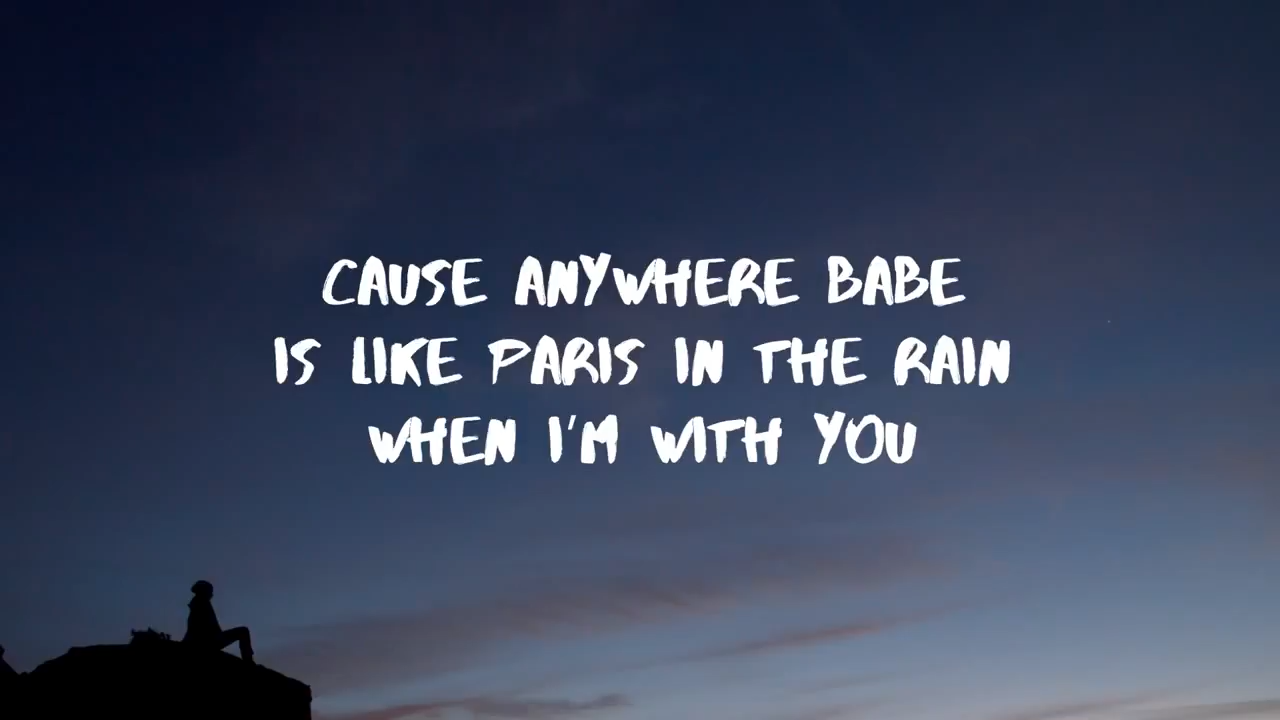 CAUSE ANYWHERE BABE
IS LIKE PARIS IN THE RAIN
WHEN I'M WITH YOU